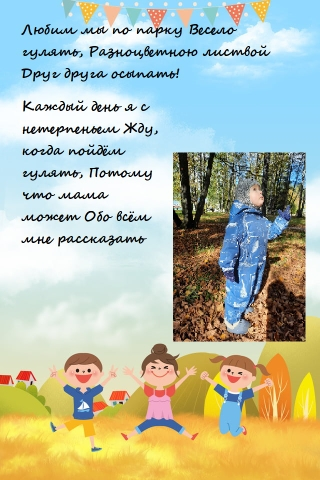 Любим мы по парку Весело
гулять, Разноцветною листвой
Друг друга осыпать!
Каждый день я с
нетерпеньем Жду,
когда пойдём
гулять, Потому
что мама
может Обо всём
мне рассказать